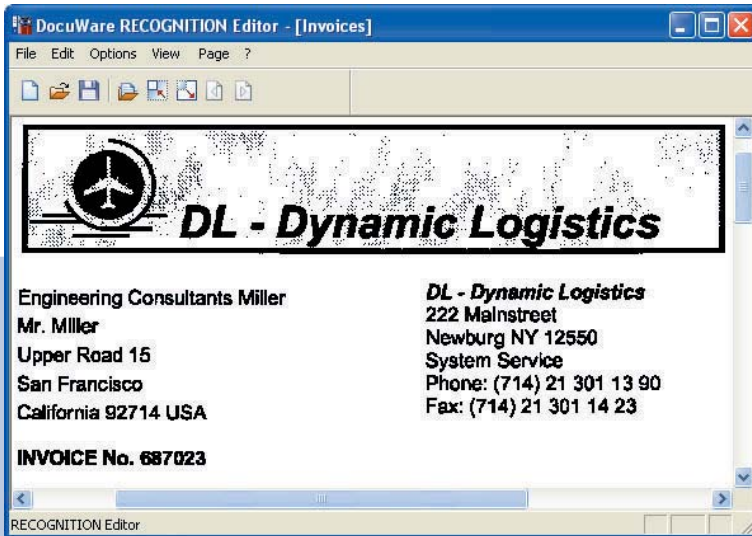 DocuWare RECOGNITION Editor - [Invoices]
File Edit Options View Page ?
DL - Dynamic Logistics
Engineering Consultants Miller
Mr. Miller
Upper Road 15
San Francisco
California 92714 USA
INVOICE No. 687023
DL - Dynamic Logistics
222 Mainstreet
Newburg NY 12550
System Service
Phone: (714) 21 301 13 90
Fax: (714) 21 301 14 23
RECOGNITION Editor